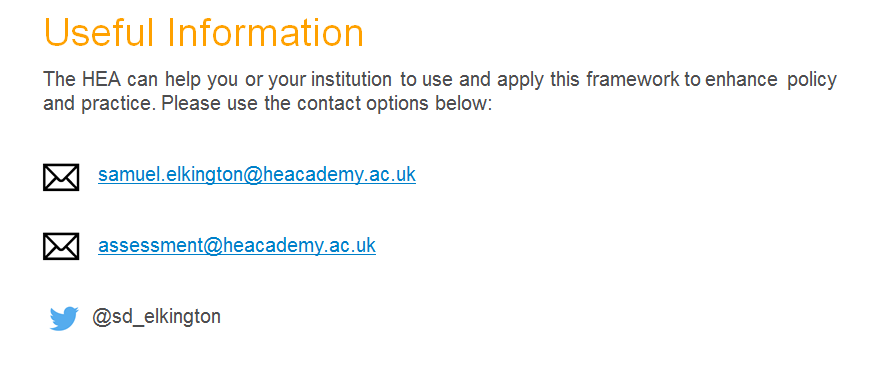 Useful Information
The HEA can help you or your institution to use and apply this framework to enhance policy
and practice. Please use the contact options below:
samuel.elkington@heacademy.ac.uk
assessment@heacademy.ac.uk
@sd_elkington